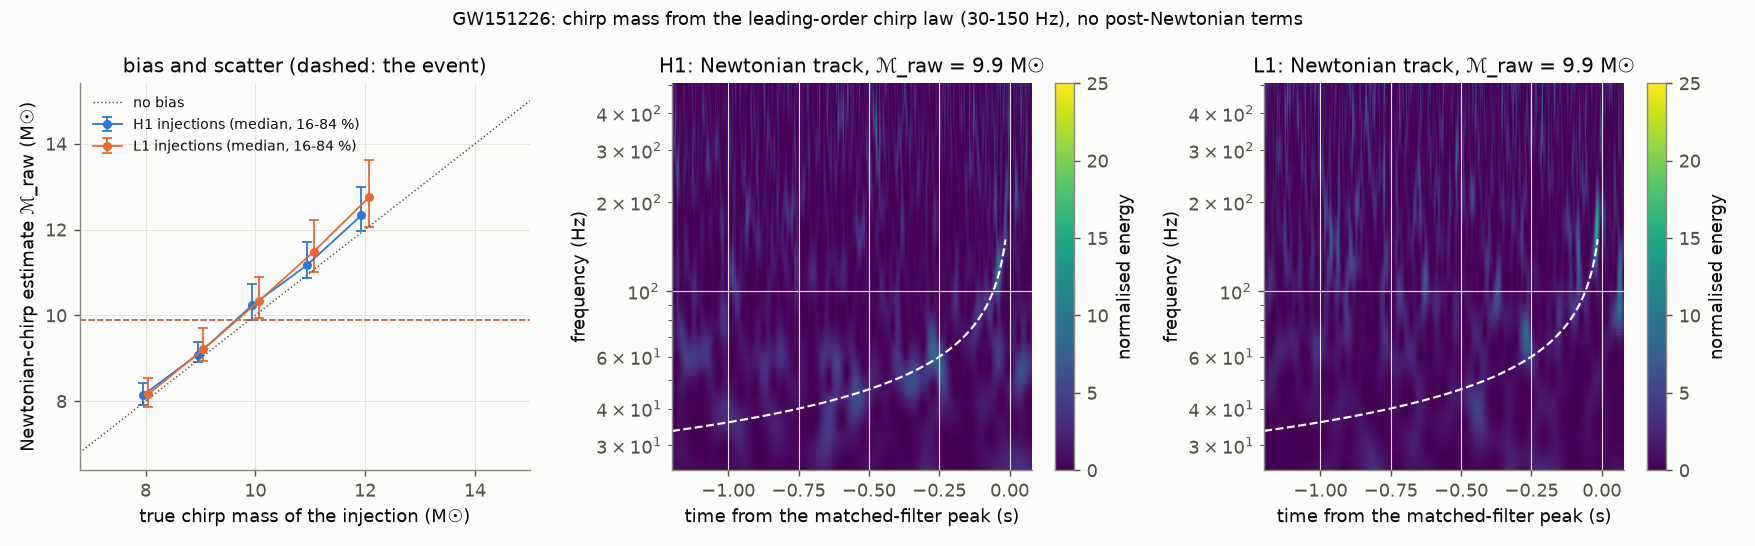 GW151226: chirp mass from the leading-order chirp law (30-150 Hz), no post-Newtonian terms
bias and scatter (dashed: the event)
no bias
H1 injections (median, 16-84 %)
L1 injections (median, 16-84 %)
Newtonian-chirp estimate ℳ_raw (M☉)
14
12
10
8
8 10 12 14
true chirp mass of the injection (M☉)
H1: Newtonian track, ℳ_raw = 9.9 M☉
frequency (Hz)
4 × 10²
3 × 10²
2 × 10²
10²
6 × 10¹
4 × 10¹
3 × 10¹
−1.00 −0.75 −0.50 −0.25 0.00
time from the matched-filter peak (s)
25
20
15
10
5
0
normalised energy
L1: Newtonian track, ℳ_raw = 9.9 M☉
frequency (Hz)
4 × 10²
3 × 10²
2 × 10²
10²
6 × 10¹
4 × 10¹
3 × 10¹
−1.00 −0.75 −0.50 −0.25 0.00
time from the matched-filter peak (s)
25
20
15
10
5
0
normalised energy